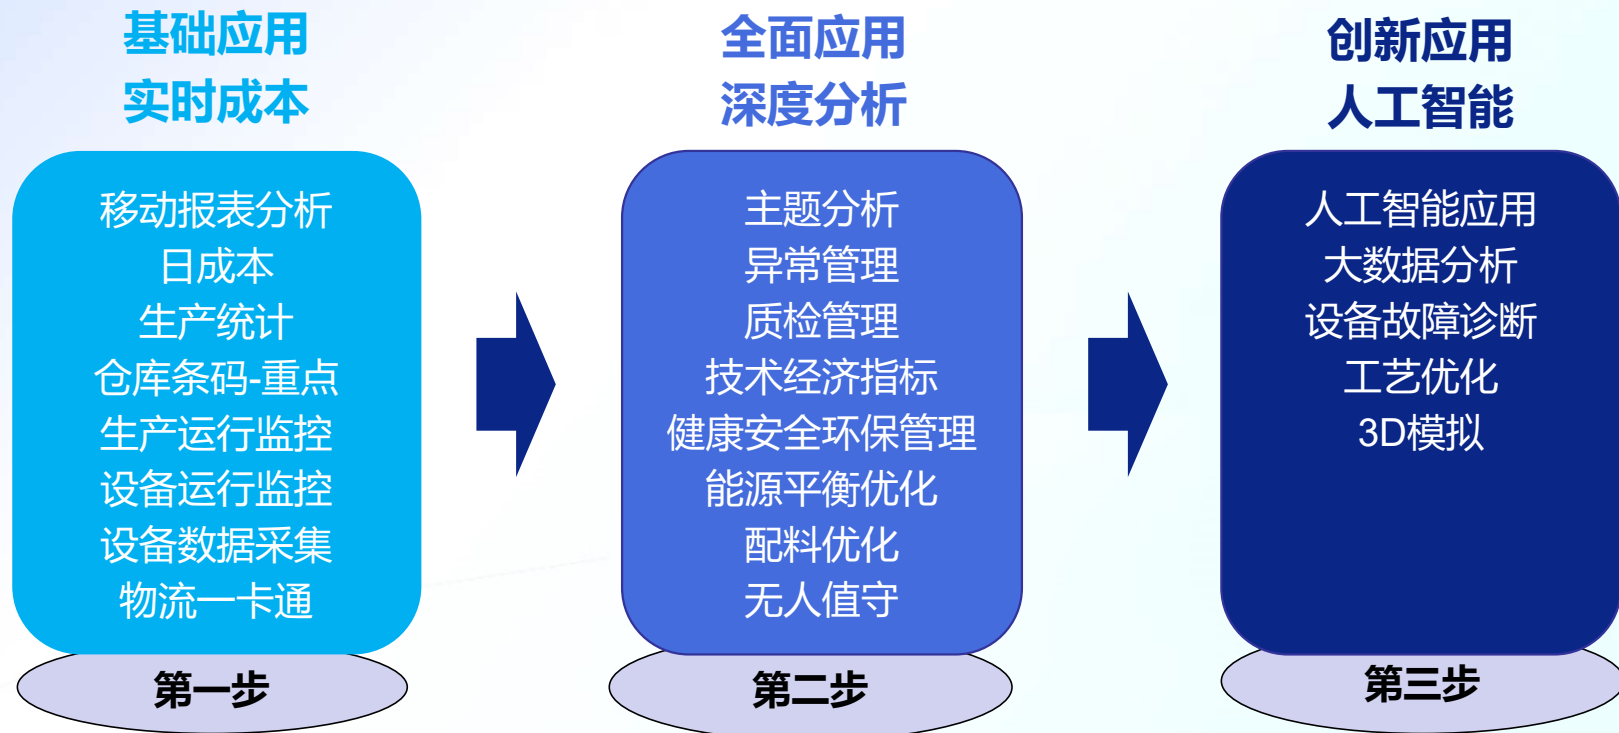 基础应用
实时成本
移动报表分析
日成本
生产统计
仓库条码-重点
生产运行监控
设备运行监控
设备数据采集
物流一卡通
第一步
全面应用
深度分析
主题分析
异常管理
质检管理
技术经济指标
健康安全环保管理
能源平衡优化
配料优化
无人值守
第二步
创新应用
人工智能
人工智能应用
大数据分析
设备故障诊断
工艺优化
3D模拟
第三步